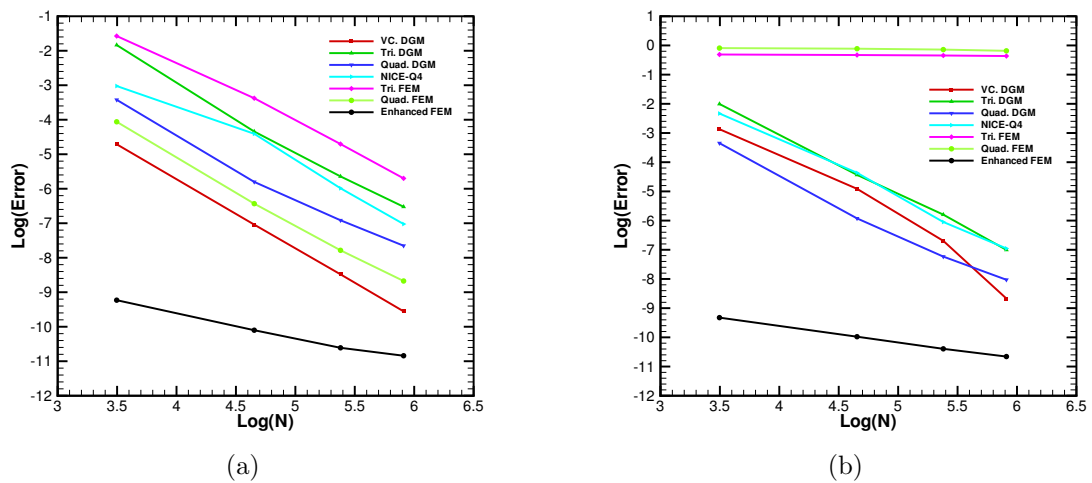 -1
-2
-3
-4
-5
-6
-7
-8
-9
-10
-11
-12
Log(Error)
3
3.5
4
4.5
5
5.5
6
6.5
Log(N)
VC. DGM
Tri. DGM
Quad. DGM
NICE-Q4
Tri. FEM
Quad. FEM
Enhanced FEM
(a)
1
0
-1
-2
-3
-4
-5
-6
-7
-8
-9
-10
-11
-12
Log(Error)
3
3.5
4
4.5
5
5.5
6
6.5
Log(N)
VC. DGM
Tri. DGM
Quad. DGM
NICE-Q4
Tri. FEM
Quad. FEM
Enhanced FEM
(b)